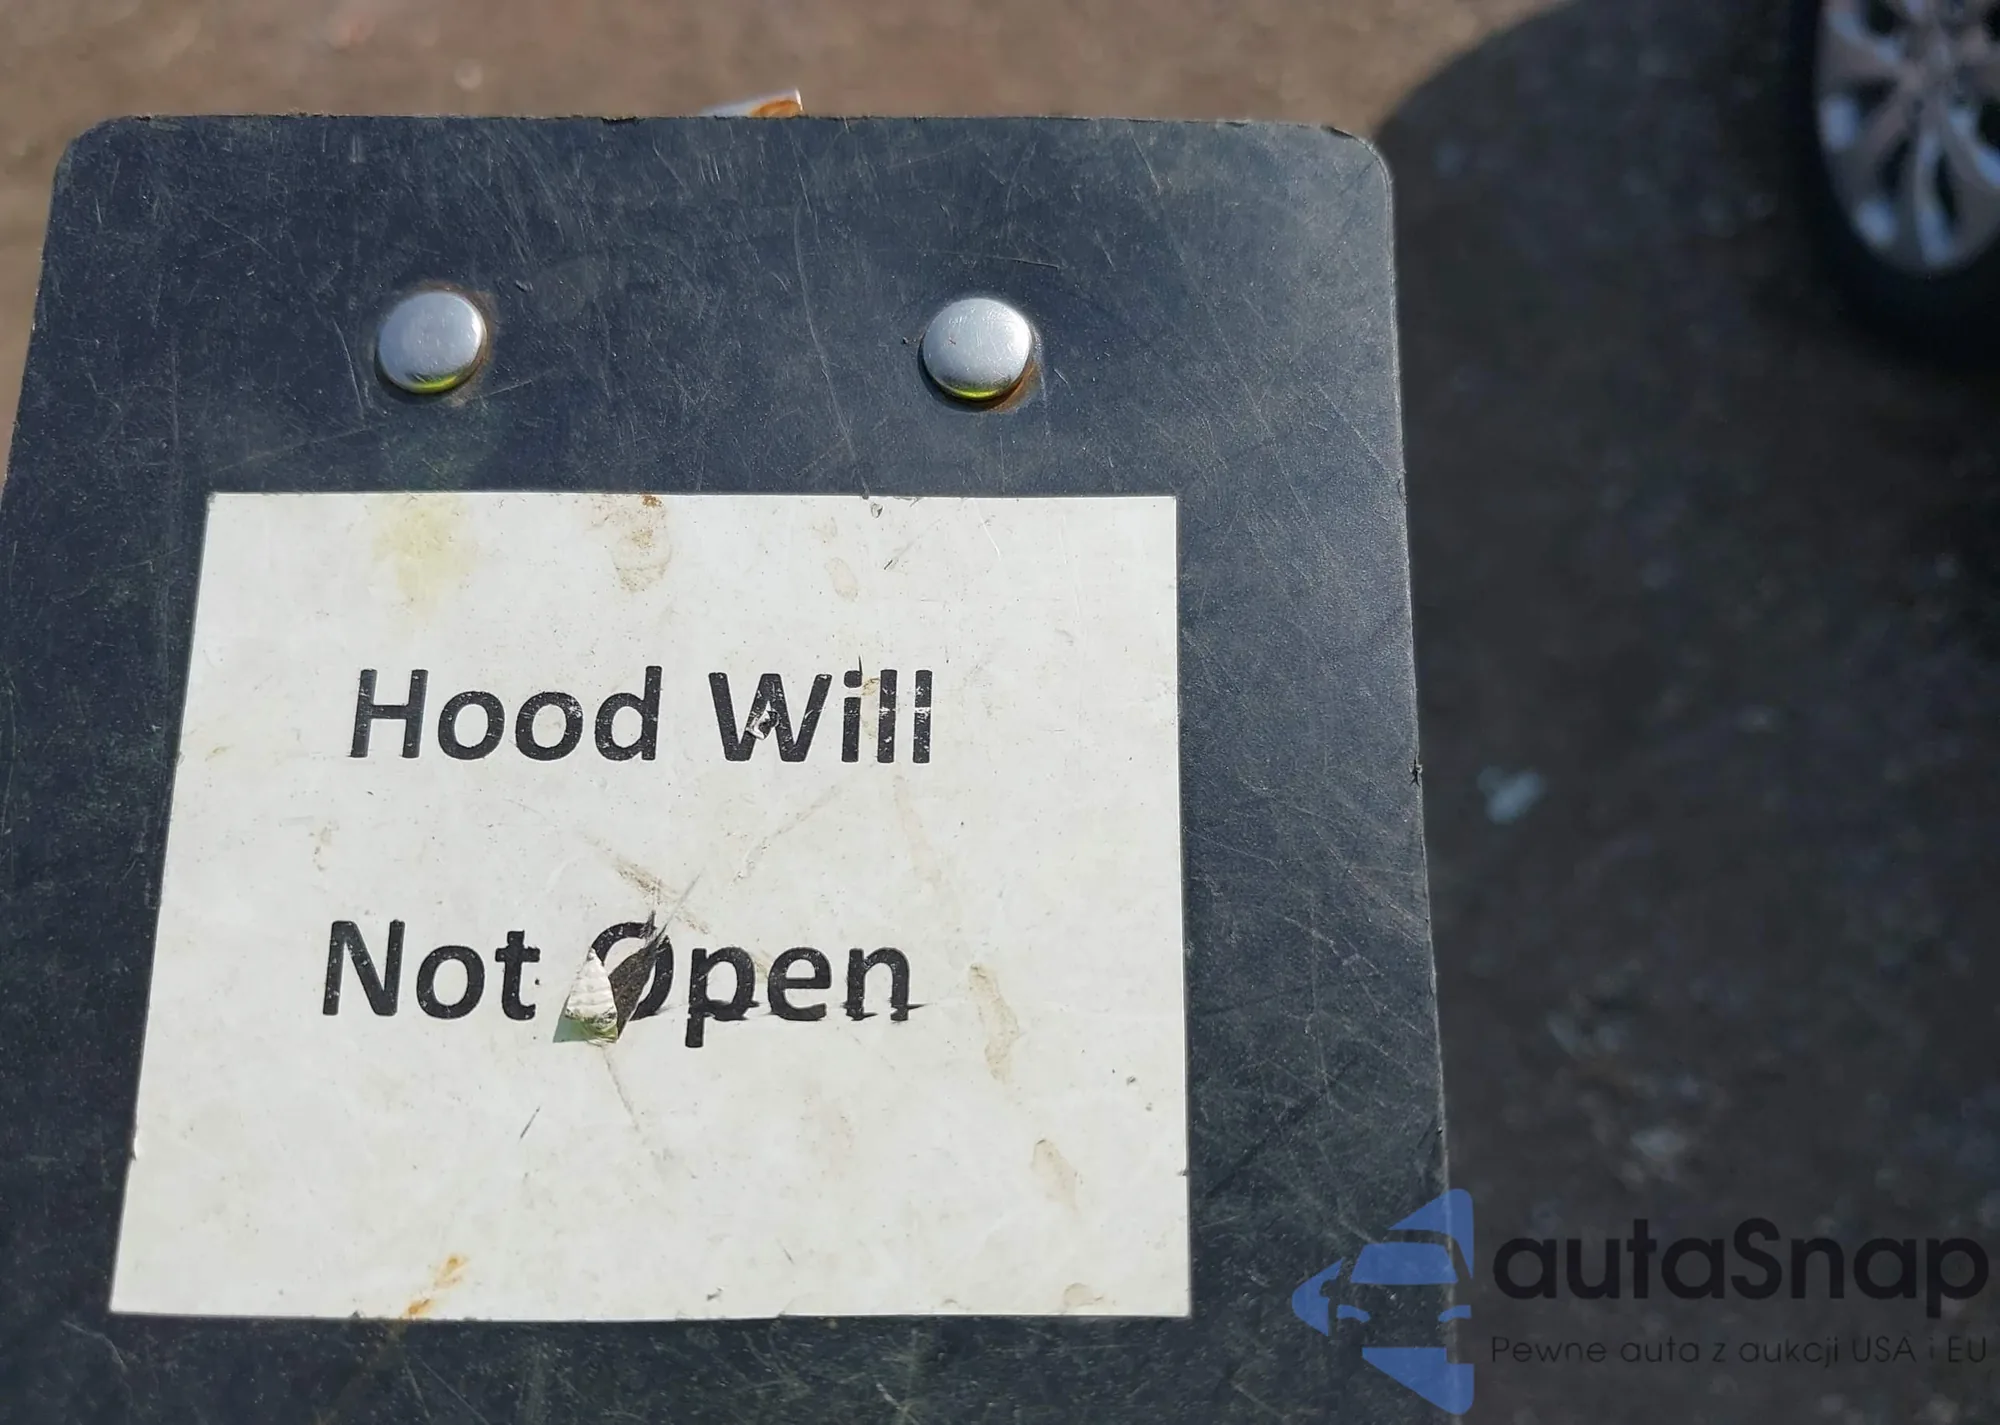 Hood Will
Not Open
autaSnap
Pewne auta z aukcji USA i EU